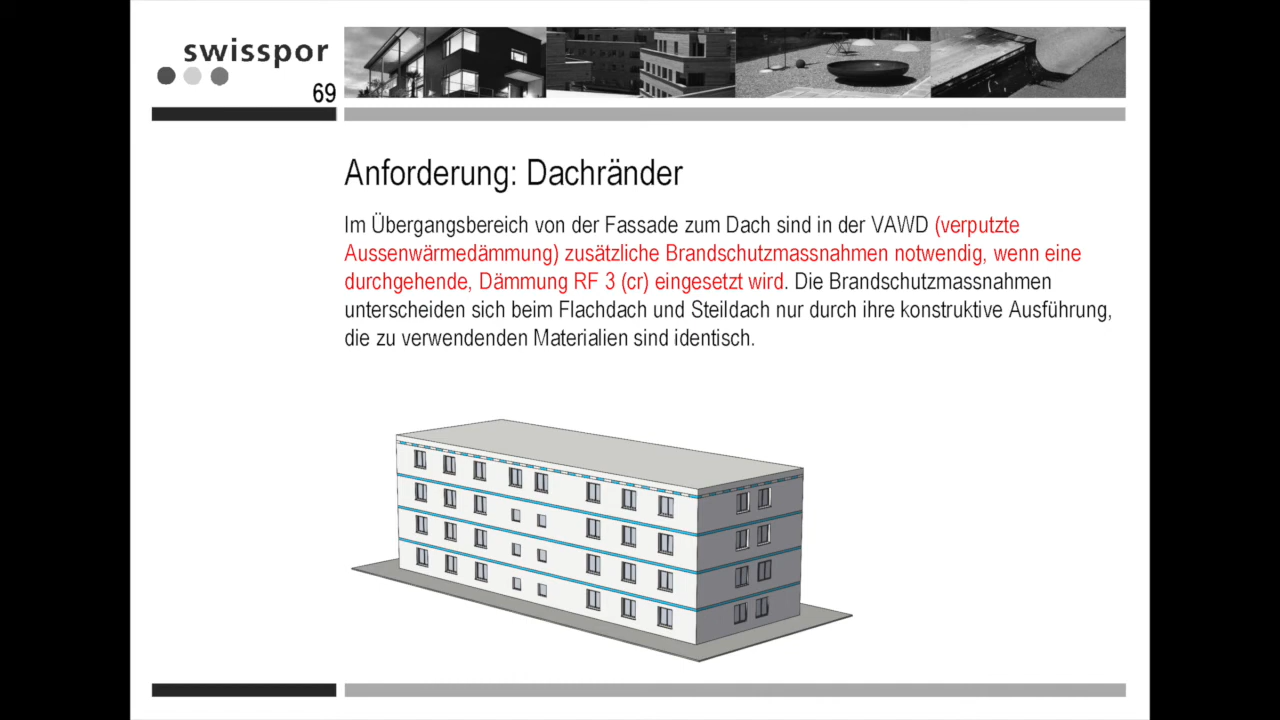 swisspor
69
Anforderung: Dachränder
Im Übergangsbereich von der Fassade zum Dach sind in der VAWD (verputzte
Aussenwärmedämmung) zusätzliche Brandschutzmassnahmen notwendig, wenn eine
durchgehende, Dämmung RF 3 (cr) eingesetzt wird. Die Brandschutzmassnahmen
unterscheiden sich beim Flachdach und Steildach nur durch ihre konstruktive Ausführung,
die zu verwendenden Materialien sind identisch.